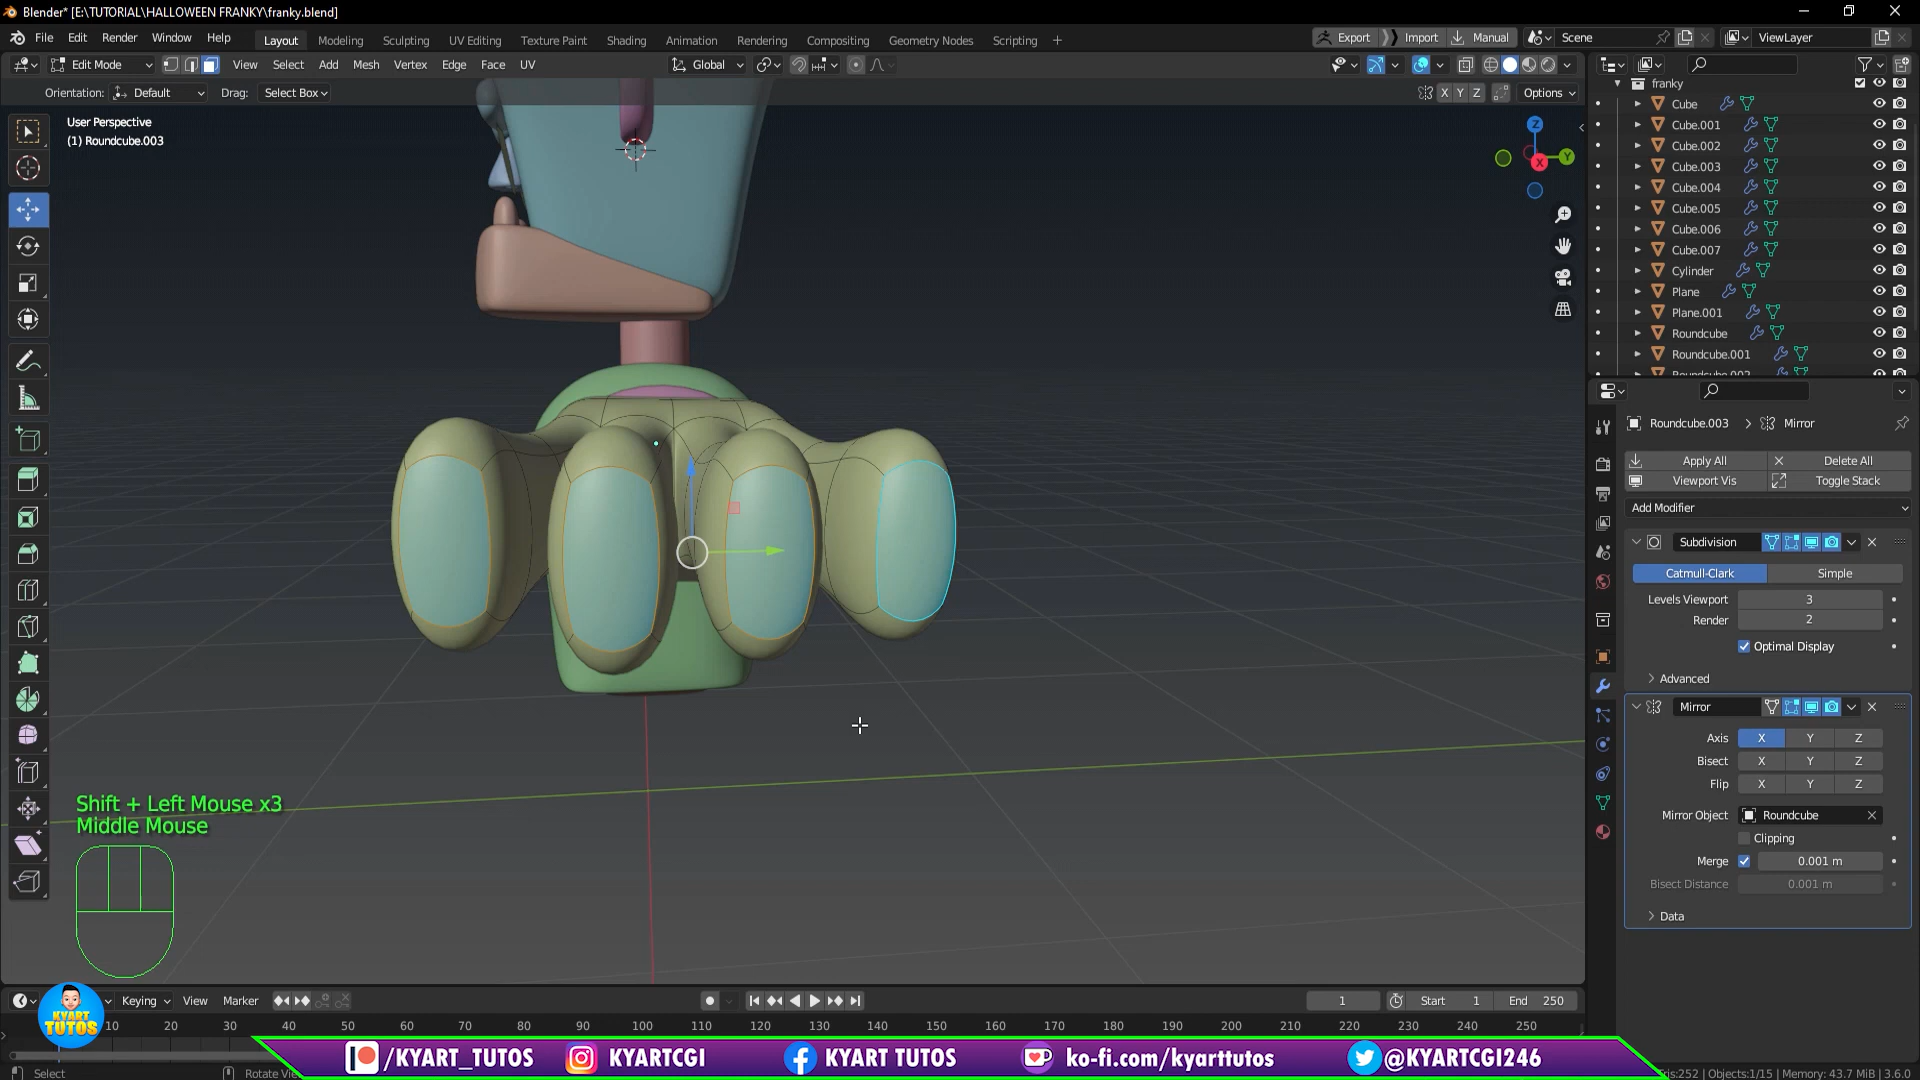 Blender* [E:\TUTORIAL\HALLOWEEN FRANKY\franky.blend]
File Edit Render Window Help
Layout Modeling Sculpting UV Editing Texture Paint Shading Animation Rendering Compositing Geometry Nodes Scripting +
Export Import Manual Scene ViewLayer
Edit Mode View Select Add Mesh Vertex Edge Face UV Global
Orientation: Default Drag: Select Box X Y Z Options
User Perspective
(1) Roundcube.003
Z
Y
X
franky
Cube
Cube.001
Cube.002
Cube.003
Cube.004
Cube.005
Cube.006
Cube.007
Cylinder
Plane
Plane.001
Roundcube
Roundcube.001
Roundcube.002
Roundcube.003 > Mirror
Apply All Delete All
Viewport Vis Toggle Stack
Add Modifier
Subdivision
Catmull-Clark Simple
Levels Viewport 3
Render 2
Optimal Display
Advanced
Mirror
Axis X Y Z
Bisect X Y Z
Flip X Y Z
Mirror Object Roundcube
Clipping
Merge 0.001 m
Bisect Distance 0.001 m
Data
Shift + Left Mouse x3
Middle Mouse
Keying View Marker 1 Start 1 End 250
10 20 30 40 50 60 70 80 90 100 110 120 130 140 150 160 170 180 190 200 210 220 230 240 250
KYART
TUTOS
/KYART_TUTOS KYARTCGI KYART TUTOS ko-fi.com/kyarttutos @KYARTCGI246
Select Rotate Vie
ris:252 | Objects:1/15 | Memory: 43.7 MiB | 3.6.0